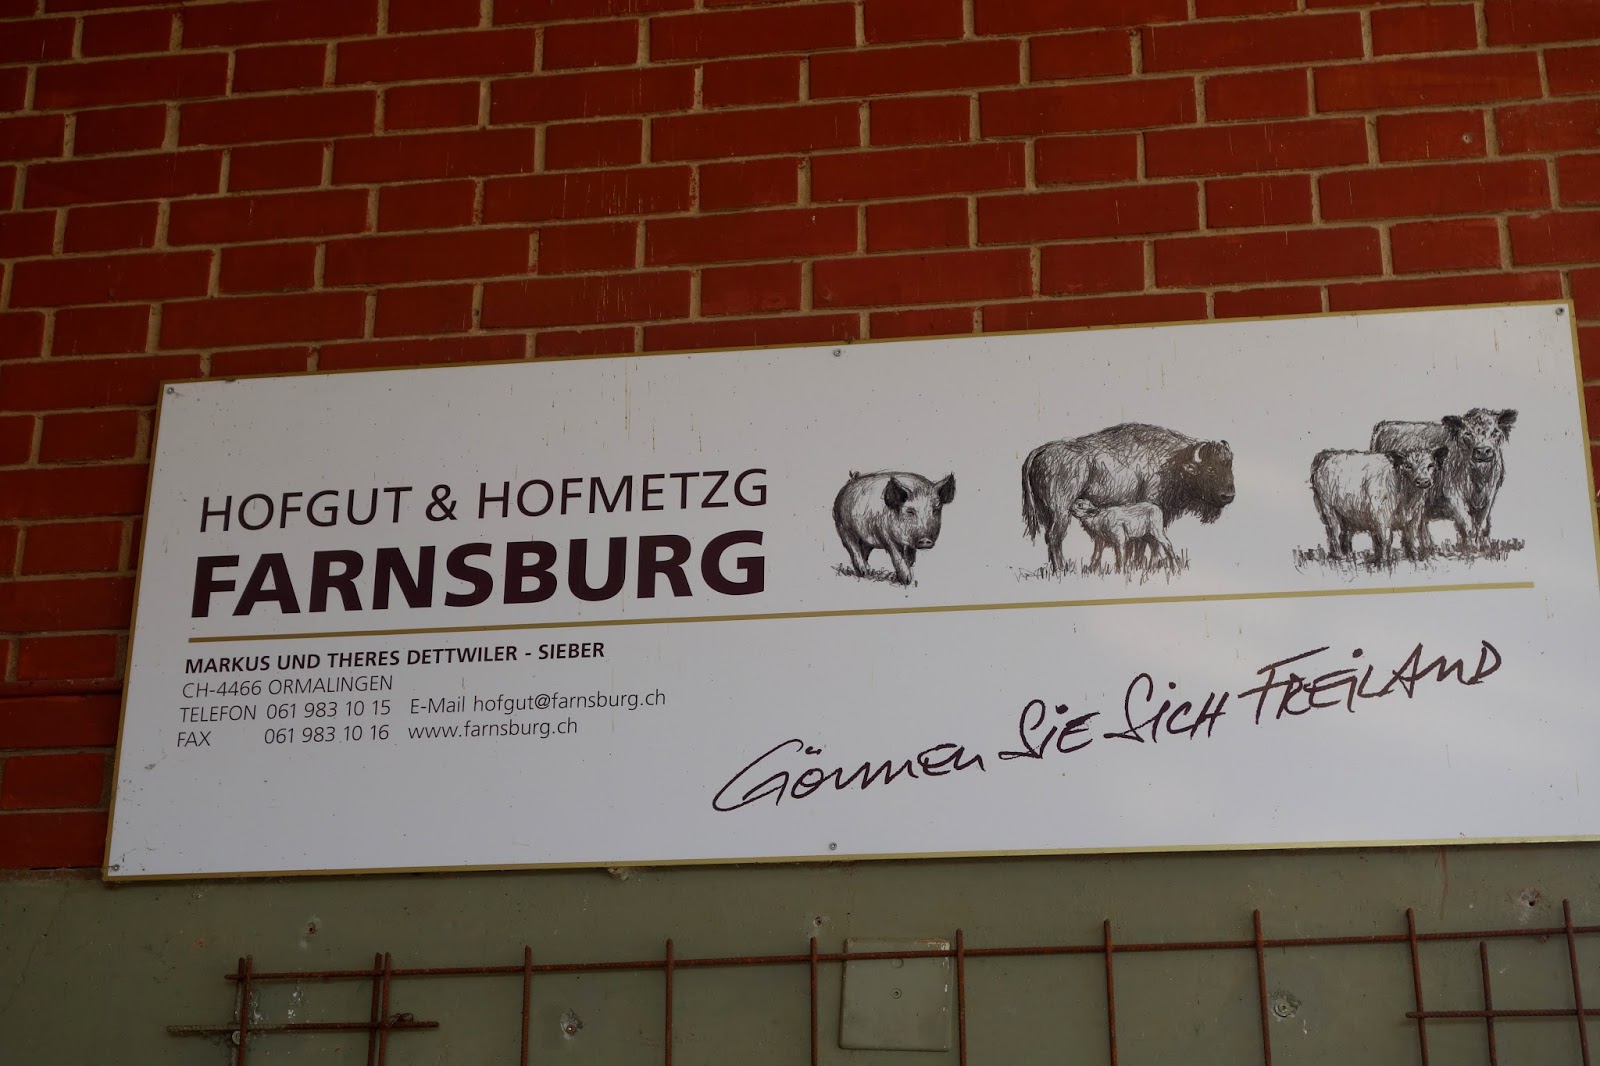 HOFGUT & HOFMETZG
FARNSBURG
MARKUS UND THERES DETTWILER - SIEBER
CH-4466 ORMALINGEN
TELEFON 061 983 10 15 E-Mail hofgut@farnsburg.ch
FAX 061 983 10 16 www.farnsburg.ch
Gönnen Sie Sich FREiLAND